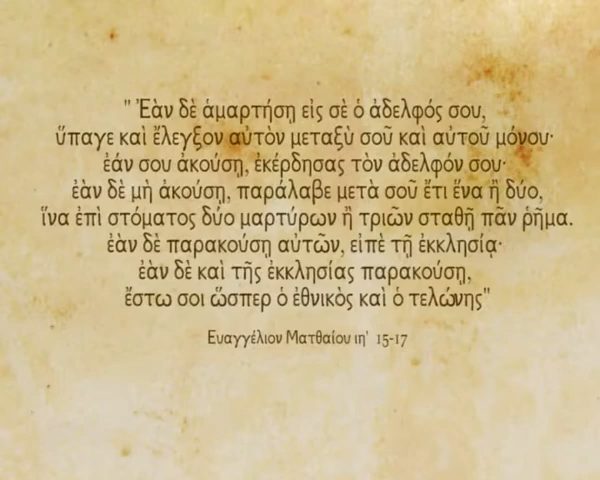 " Ἐὰν δὲ ἁμαρτήσῃ εἰς σὲ ὁ ἀδελφός σου,
ὕπαγε καὶ ἔλεγξον αὐτὸν μεταξὺ σοῦ καὶ αὐτοῦ μόνου·
ἐάν σου ἀκούσῃ, ἐκέρδησας τὸν ἀδελφόν σου·
ἐὰν δὲ μὴ ἀκούσῃ, παράλαβε μετὰ σοῦ ἔτι ἕνα ἢ δύο,
ἵνα ἐπὶ στόματος δύο μαρτύρων ἢ τριῶν σταθῇ πᾶν ῥῆμα.
ἐὰν δὲ παρακούσῃ αὐτῶν, εἰπὲ τῇ ἐκκλησίᾳ·
ἐὰν δὲ καὶ τῆς ἐκκλησίας παρακούσῃ,
ἔστω σοι ὥσπερ ὁ ἐθνικὸς καὶ ὁ τελώνης"
Ευαγγέλιον Ματθαίου ιη' 15-17